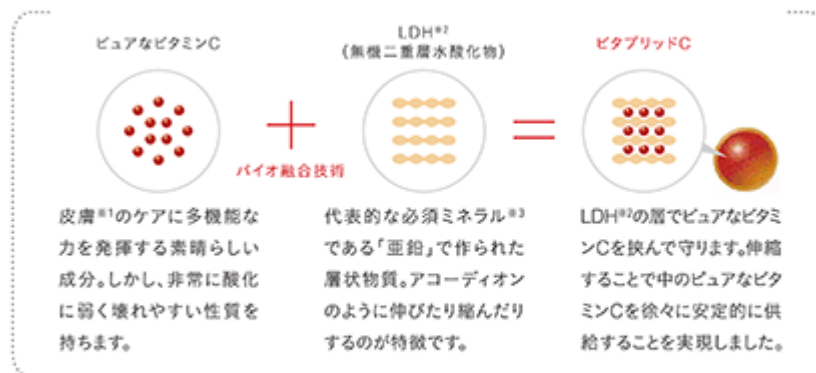 ピュアなビタミンC
LDH※2
(無機二重層水酸化物)
ビタブリッドC
バイオ融合技術
皮膚※1のケアに多機能な
力を発揮する素晴らしい
成分。しかし、非常に酸化
に弱く壊れやすい性質を
持ちます。
代表的な必須ミネラル※3
である「亜鉛」で作られた
層状物質。アコーディオン
のように伸びたり縮んだり
するのが特徴です。
LDH※2の層でピュアなビタミ
ンCを挟んで守ります。伸縮
することで中のピュアなビタ
ミンCを徐々に安定的に供
給することを実現しました。